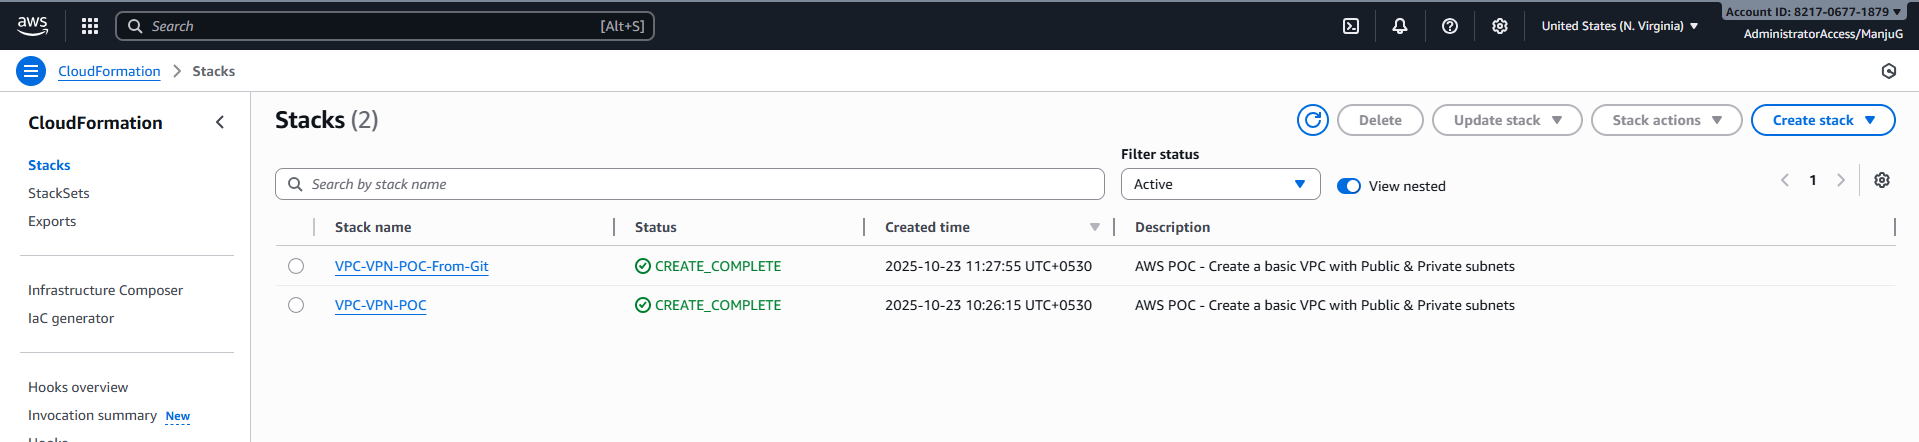 aws
Search [Alt+S]
United States (N. Virginia)
Account ID: 8217-0677-1879
AdministratorAccess/ManjuG
CloudFormation > Stacks
CloudFormation
Stacks
StackSets
Exports
Infrastructure Composer
IaC generator
Hooks overview
Invocation summary New
Hooks
Stacks (2)
Delete
Update stack
Stack actions
Create stack
Filter status
Search by stack name
Active
View nested
1
Stack name Status Created time Description
VPC-VPN-POC-From-Git CREATE_COMPLETE 2025-10-23 11:27:55 UTC+0530 AWS POC - Create a basic VPC with Public & Private subnets
VPC-VPN-POC CREATE_COMPLETE 2025-10-23 10:26:15 UTC+0530 AWS POC - Create a basic VPC with Public & Private subnets